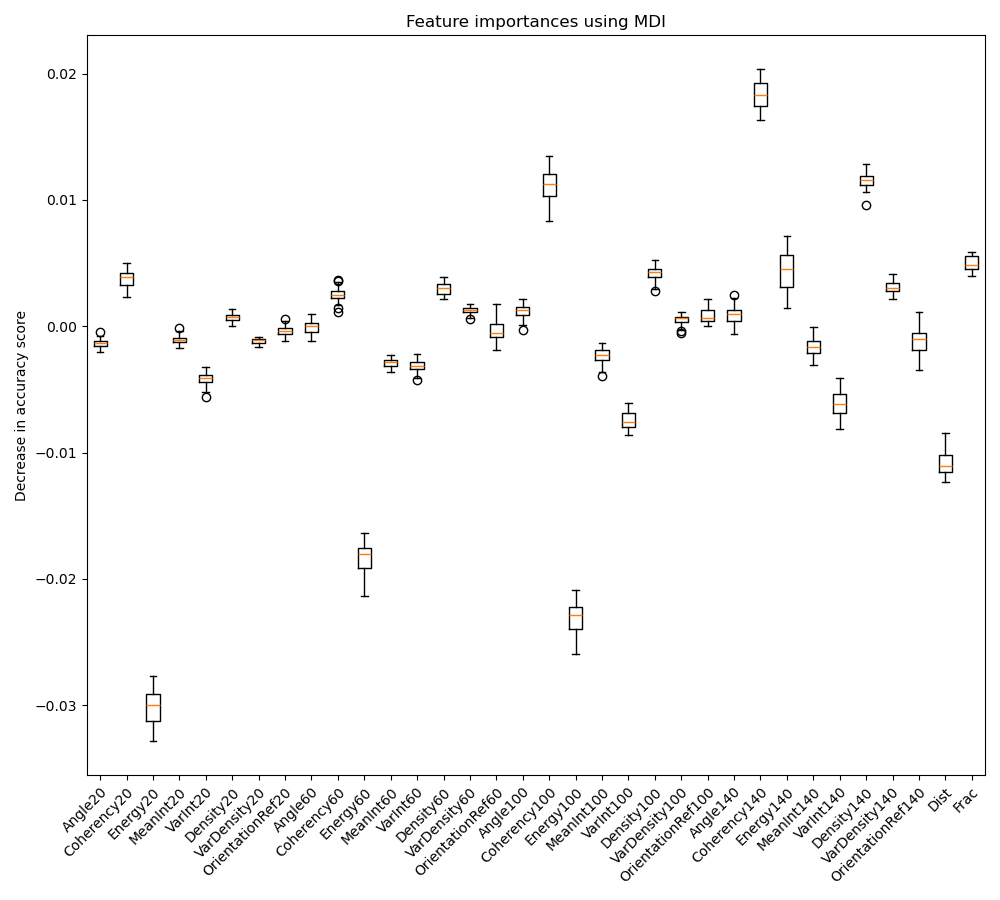 Feature importances using MDI
Decrease in accuracy score
0.02
0.01
0.00
−0.01
−0.02
−0.03
Angle20
Coherency20
Energy20
MeanInt20
VarInt20
Density20
VarDensity20
OrientationRef20
Angle60
Coherency60
Energy60
MeanInt60
VarInt60
Density60
VarDensity60
OrientationRef60
Angle100
Coherency100
Energy100
MeanInt100
VarInt100
Density100
VarDensity100
OrientationRef100
Angle140
Coherency140
Energy140
MeanInt140
VarInt140
Density140
VarDensity140
OrientationRef140
Dist
Frac